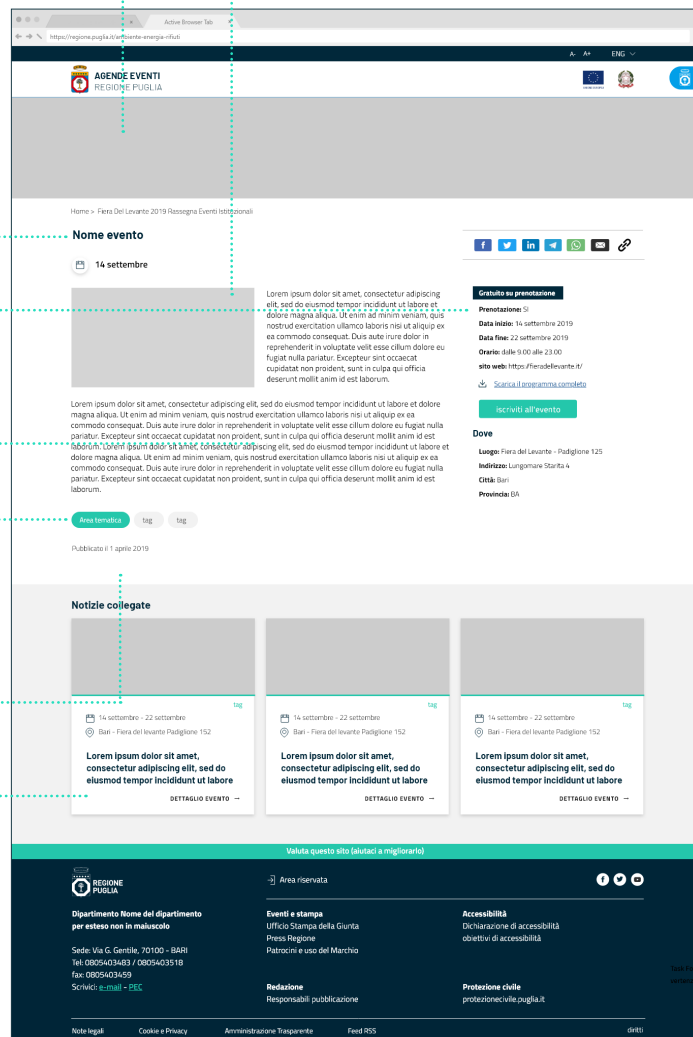 Active Browser Tab
https://regione.puglia.it/ambiente-energia-rifiuti
A- A+ ENG
AGENDE EVENTI
REGIONE PUGLIA
Home > Fiera Del Levante 2019 Rassegna Eventi Istituzionali
Nome evento
14 settembre
Lorem ipsum dolor sit amet, consectetur adipiscing
elit, sed do eiusmod tempor incididunt ut labore et
dolore magna aliqua. Ut enim ad minim veniam, quis
nostrud exercitation ullamco laboris nisi ut aliquip ex
ea commodo consequat. Duis aute irure dolor in
reprehenderit in voluptate velit esse cillum dolore eu
fugiat nulla pariatur. Excepteur sint occaecat
cupidatat non proident, sunt in culpa qui officia
deserunt mollit anim id est laborum.
Lorem ipsum dolor sit amet, consectetur adipiscing elit, sed do eiusmod tempor incididunt ut labore et dolore
magna aliqua. Ut enim ad minim veniam, quis nostrud exercitation ullamco laboris nisi ut aliquip ex ea
commodo consequat. Duis aute irure dolor in reprehenderit in voluptate velit esse cillum dolore eu fugiat nulla
pariatur. Excepteur sint occaecat cupidatat non proident, sunt in culpa qui officia deserunt mollit anim id est
laborum. Lorem ipsum dolor sit amet, consectetur adipiscing elit, sed do eiusmod tempor incididunt ut labore et
dolore magna aliqua. Ut enim ad minim veniam, quis nostrud exercitation ullamco laboris nisi ut aliquip ex ea
commodo consequat. Duis aute irure dolor in reprehenderit in voluptate velit esse cillum dolore eu fugiat nulla
pariatur. Excepteur sint occaecat cupidatat non proident, sunt in culpa qui officia deserunt mollit anim id est
laborum.
Area tematica tag tag
Pubblicato il 1 aprile 2019
Gratuito su prenotazione
Prenotazione: SI
Data inizio: 14 settembre 2019
Data fine: 22 settembre 2019
Orario: dalle 9.00 alle 23.00
sito web: https://fieradellevante.it/
Scarica il programma completo
iscriviti all'evento
Dove
Luogo: Fiera del Levante - Padiglione 125
Indirizzo: Lungomare Starita 4
Città: Bari
Provincia: BA
Notizie collegate
tag
14 settembre - 22 settembre
Bari - Fiera del levante Padiglione 152
Lorem ipsum dolor sit amet,
consectetur adipiscing elit, sed do
eiusmod tempor incididunt ut labore
DETTAGLIO EVENTO →
tag
14 settembre - 22 settembre
Bari - Fiera del levante Padiglione 152
Lorem ipsum dolor sit amet,
consectetur adipiscing elit, sed do
eiusmod tempor incididunt ut labore
DETTAGLIO EVENTO →
tag
14 settembre - 22 settembre
Bari - Fiera del levante Padiglione 152
Lorem ipsum dolor sit amet,
consectetur adipiscing elit, sed do
eiusmod tempor incididunt ut labore
DETTAGLIO EVENTO →
Valuta questo sito (aiutaci a migliorarlo)
REGIONE
PUGLIA
Area riservata
Dipartimento Nome del dipartimento
per esteso non in maiuscolo
Sede: Via G. Gentile, 70100 - BARI
Tel: 0805403483 / 0805403518
fax: 0805403459
Scrivici: e-mail - PEC
Eventi e stampa
Ufficio Stampa della Giunta
Press Regione
Patrocini e uso del Marchio
Redazione
Responsabili pubblicazione
Accessibilità
Dichiarazione di accessibilità
obiettivi di accessibilità
Protezione civile
protezionecivile.puglia.it
Note legali Cookie e Privacy Amministrazione Trasparente Feed RSS diritti